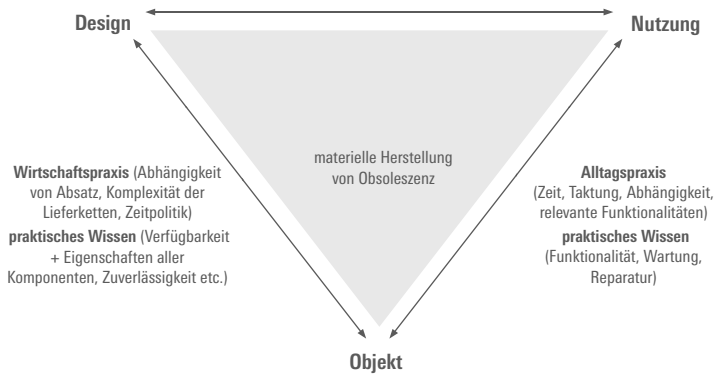 Design
Nutzung
materielle Herstellung
von Obsoleszenz
Wirtschaftspraxis (Abhängigkeit
von Absatz, Komplexität der
Lieferketten, Zeitpolitik)
praktisches Wissen (Verfügbarkeit
+ Eigenschaften aller
Komponenten, Zuverlässigkeit etc.)
Alltagspraxis
(Zeit, Taktung, Abhängigkeit,
relevante Funktionalitäten)
praktisches Wissen
(Funktionalität, Wartung,
Reparatur)
Objekt